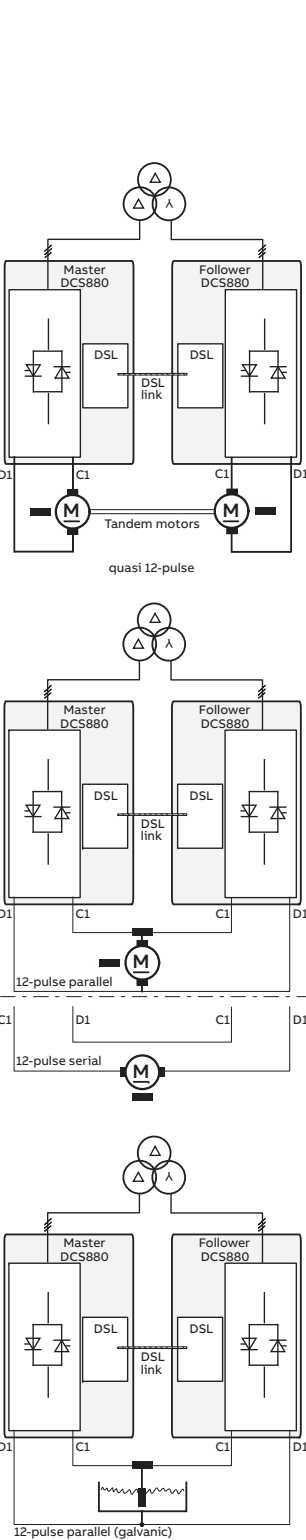 Master
DCS880
Follower
DCS880
DSL
DSL
DSL
link
D1
C1
C1
D1
M
M
Tandem motors
quasi 12-pulse
Master
DCS880
Follower
DCS880
DSL
DSL
DSL
link
D1
C1
C1
D1
M
12-pulse parallel
C1
D1
C1
D1
12-pulse serial
M
Master
DCS880
Follower
DCS880
DSL
DSL
DSL
link
D1
C1
C1
D1
12-pulse parallel (galvanic)